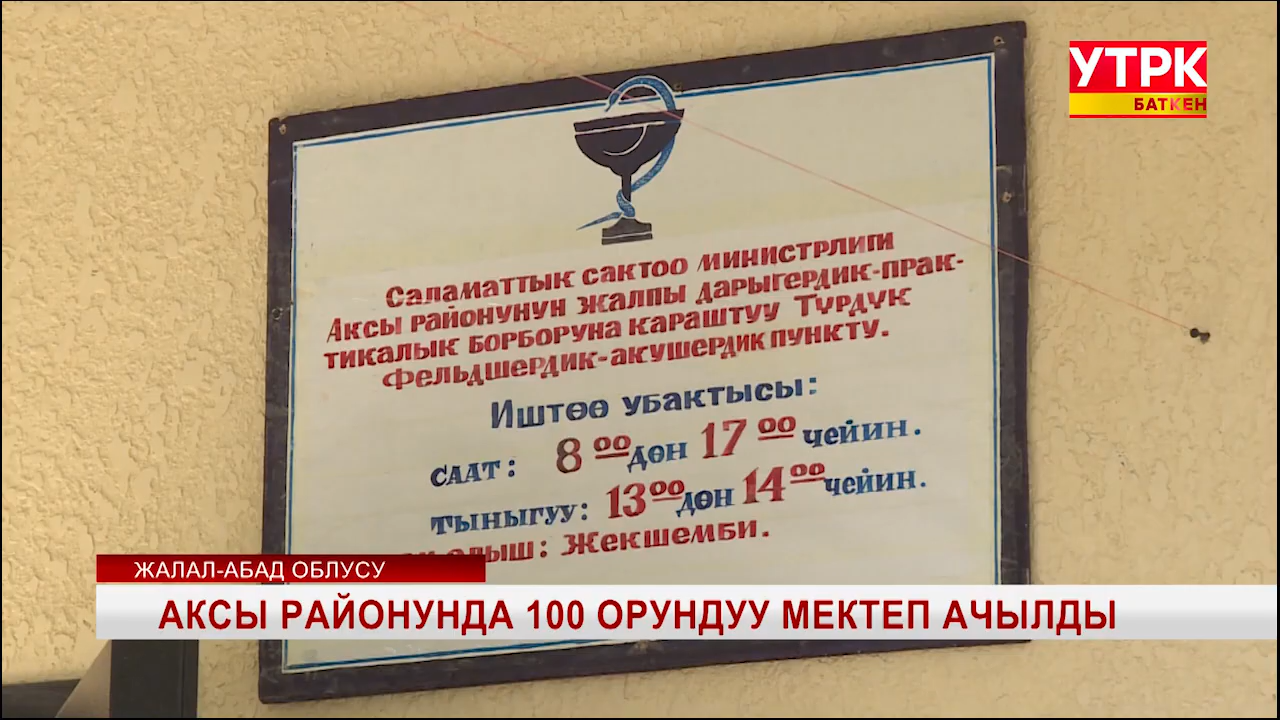 УТРК
БАТКЕН
Саламаттык сактоо министрлиги
Аксы районунун жалпы дарыгердик-прак-
тикалык борборуна караштуу Түрдүк
Фельдшердик-акушердик пункту.
Иштөө убактысы:
СААТ: 8 00 дөн 17 00 чейин.
ТЫНЫГУУ: 13 00 дөн 14 00 чейин.
Жекшемби.
ЖАЛАЛ-АБАД ОБЛУСУ
АКСЫ РАЙОНУНДА 100 ОРУНДУУ МЕКТЕП АЧЫЛДЫ